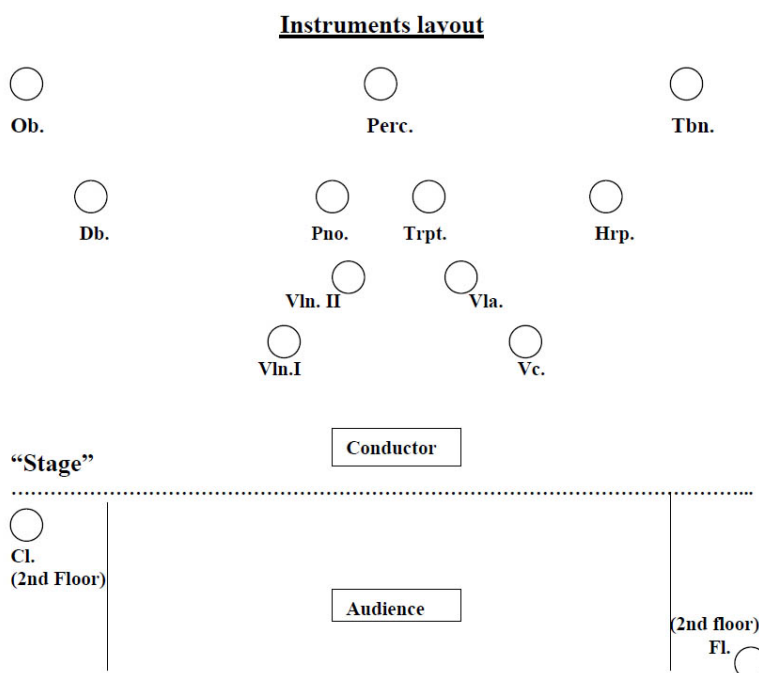 Instruments layout
Ob. Perc. Tbn.
Db. Pno. Trpt. Hrp.
Vln. II Vla.
Vln.I Vc.
Conductor
“Stage”
Cl.
(2nd Floor)
Audience
(2nd floor)
Fl.